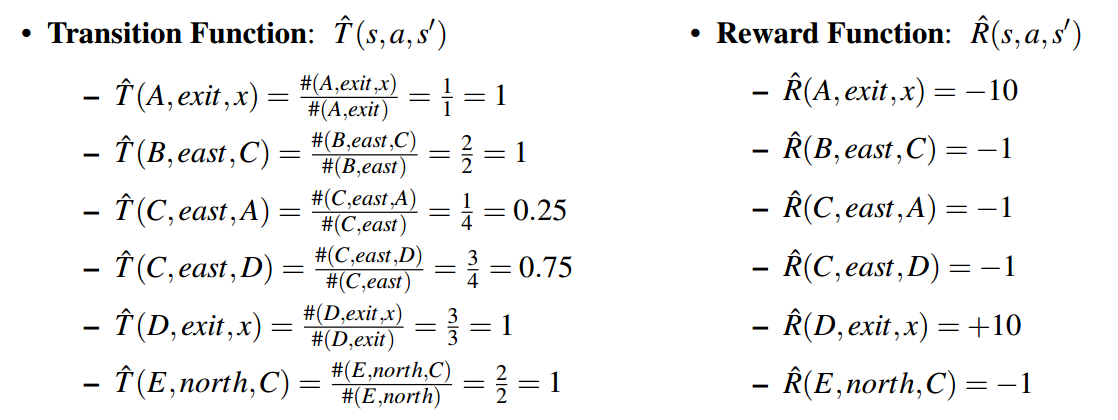 • Transition Function: T̂(s,a,s′)
– T̂(A,exit,x) = #(A,exit,x)/#(A,exit) = 1/1 = 1
– T̂(B,east,C) = #(B,east,C)/#(B,east) = 2/2 = 1
– T̂(C,east,A) = #(C,east,A)/#(C,east) = 1/4 = 0.25
– T̂(C,east,D) = #(C,east,D)/#(C,east) = 3/4 = 0.75
– T̂(D,exit,x) = #(D,exit,x)/#(D,exit) = 3/3 = 1
– T̂(E,north,C) = #(E,north,C)/#(E,north) = 2/2 = 1
• Reward Function: R̂(s,a,s′)
– R̂(A,exit,x) = −10
– R̂(B,east,C) = −1
– R̂(C,east,A) = −1
– R̂(C,east,D) = −1
– R̂(D,exit,x) = +10
– R̂(E,north,C) = −1